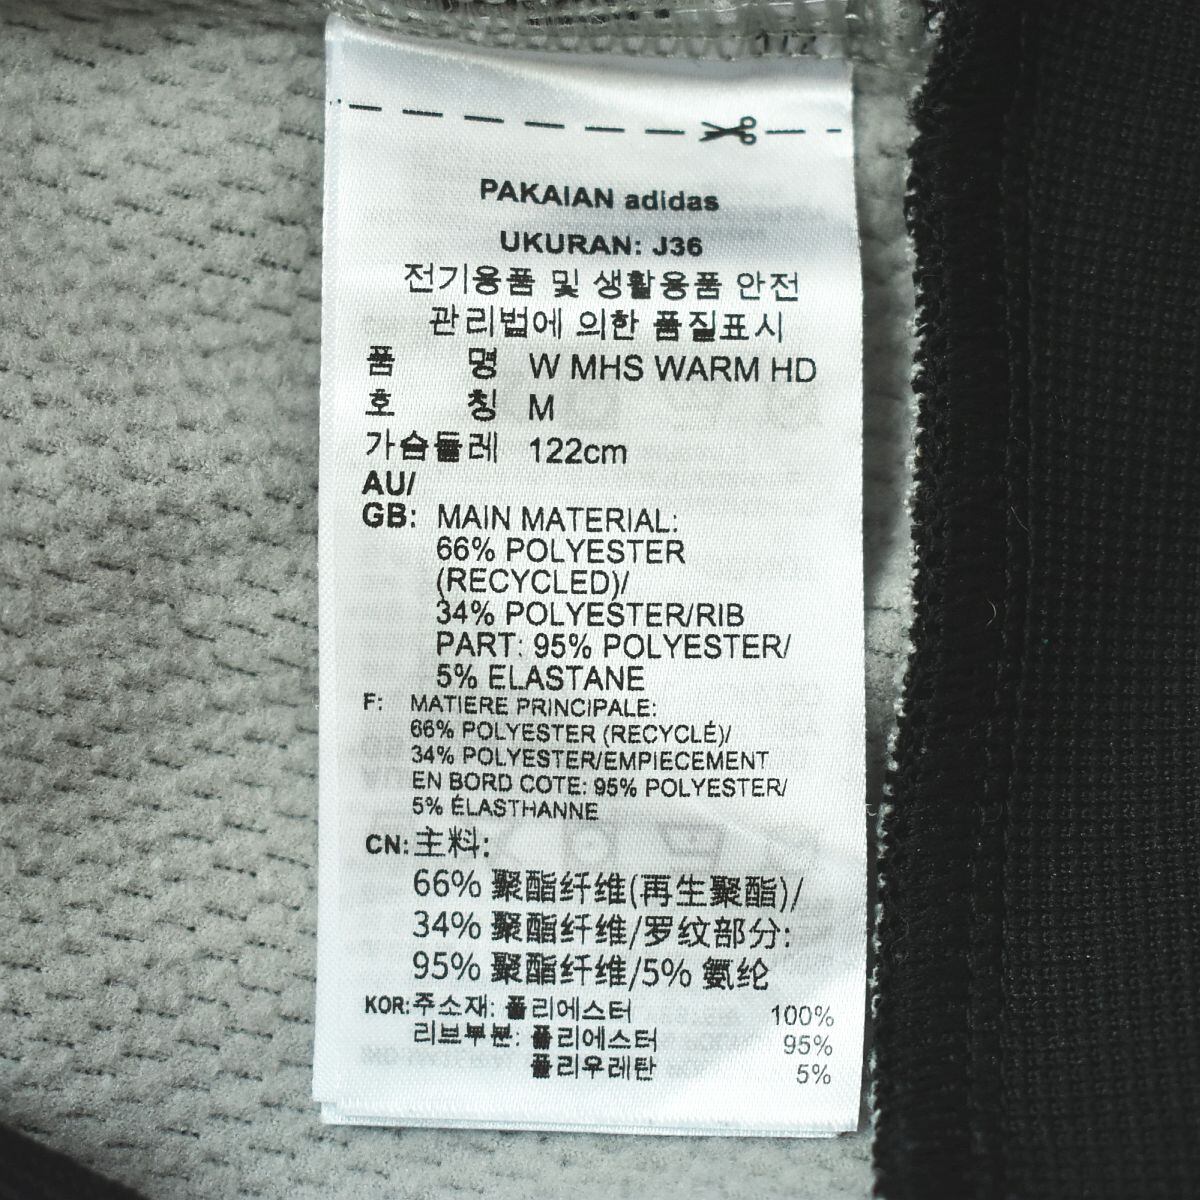 1/2
PAKAIAN adidas
UKURAN: J36
전기용품 및 생활용품 안전
관리법에 의한 품질표시
품 명 W MHS WARM HD
호 칭 M
가슴둘레 122cm
AU/
GB: MAIN MATERIAL:
66% POLYESTER
(RECYCLED)/
34% POLYESTER/RIB
PART: 95% POLYESTER/
5% ELASTANE
F: MATIERE PRINCIPALE:
66% POLYESTER (RECYCLÉ)/
34% POLYESTER/EMPIECEMENT
EN BORD COTE: 95% POLYESTER/
5% ÉLASTHANNE
CN: 主料:
66% 聚酯纤维(再生聚酯)/
34% 聚酯纤维/罗纹部分:
95% 聚酯纤维/5% 氨纶
KOR: 주소재: 폴리에스터 100%
리브부분: 폴리에스터 95%
폴리우레탄 5%